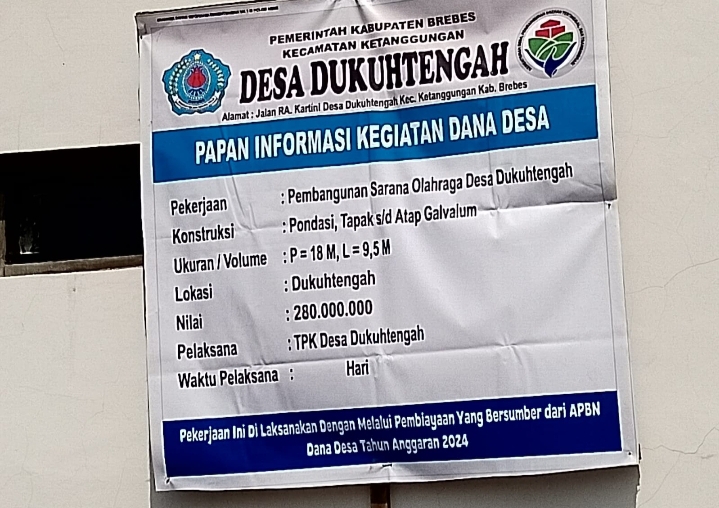 PEMERINTAH KABUPATEN BREBES
KECAMATAN KETANGGUNGAN
DESA DUKUHTENGAH
Alamat : Jalan RA. Kartini Desa Dukuhtengah Kec. Ketanggungan Kab. Brebes
PAPAN INFORMASI KEGIATAN DANA DESA
Pekerjaan : Pembangunan Sarana Olahraga Desa Dukuhtengah
Konstruksi : Pondasi, Tapak s/d Atap Galvalum
Ukuran / Volume : P = 18 M, L = 9,5 M
Lokasi : Dukuhtengah
Nilai : 280.000.000
Pelaksana : TPK Desa Dukuhtengah
Waktu Pelaksana : Hari
Pekerjaan Ini Di Laksanakan Dengan Melalui Pembiayaan Yang Bersumber dari APBN
Dana Desa Tahun Anggaran 2024